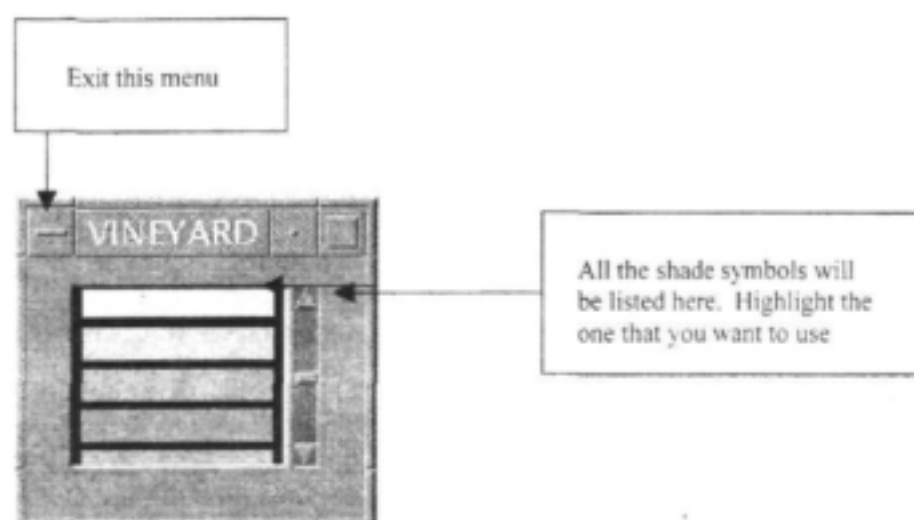 Exit this menu
VINEYARD
All the shade symbols will
be listed here. Highlight the
one that you want to use